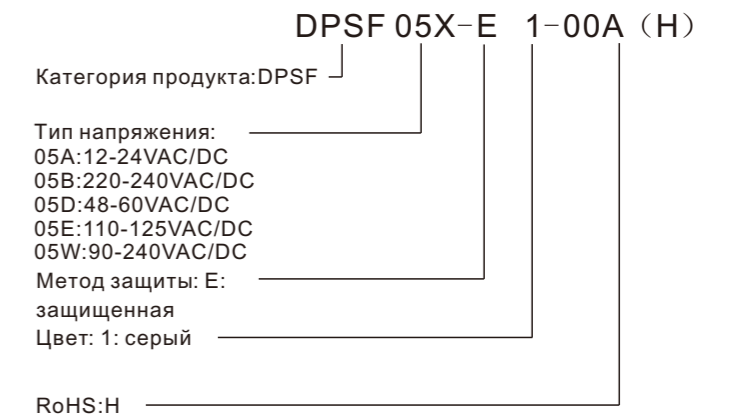 DPSF 05X-E 1-00A（H）
Категория продукта:DPSF
Тип напряжения:
05A:12-24VAC/DC
05B:220-240VAC/DC
05D:48-60VAC/DC
05E:110-125VAC/DC
05W:90-240VAC/DC
Метод защиты: E:
защищенная
Цвет: 1: серый
RoHS:H